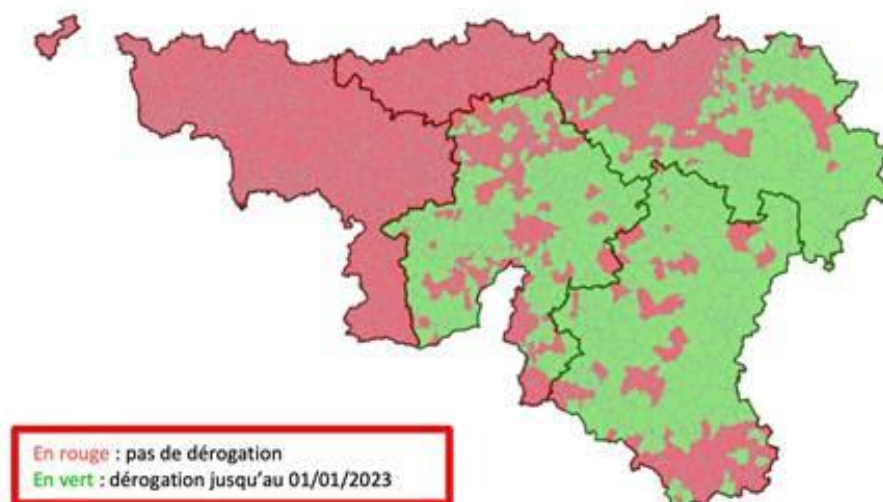 En rouge : pas de dérogation
En vert : dérogation jusqu'au 01/01/2023